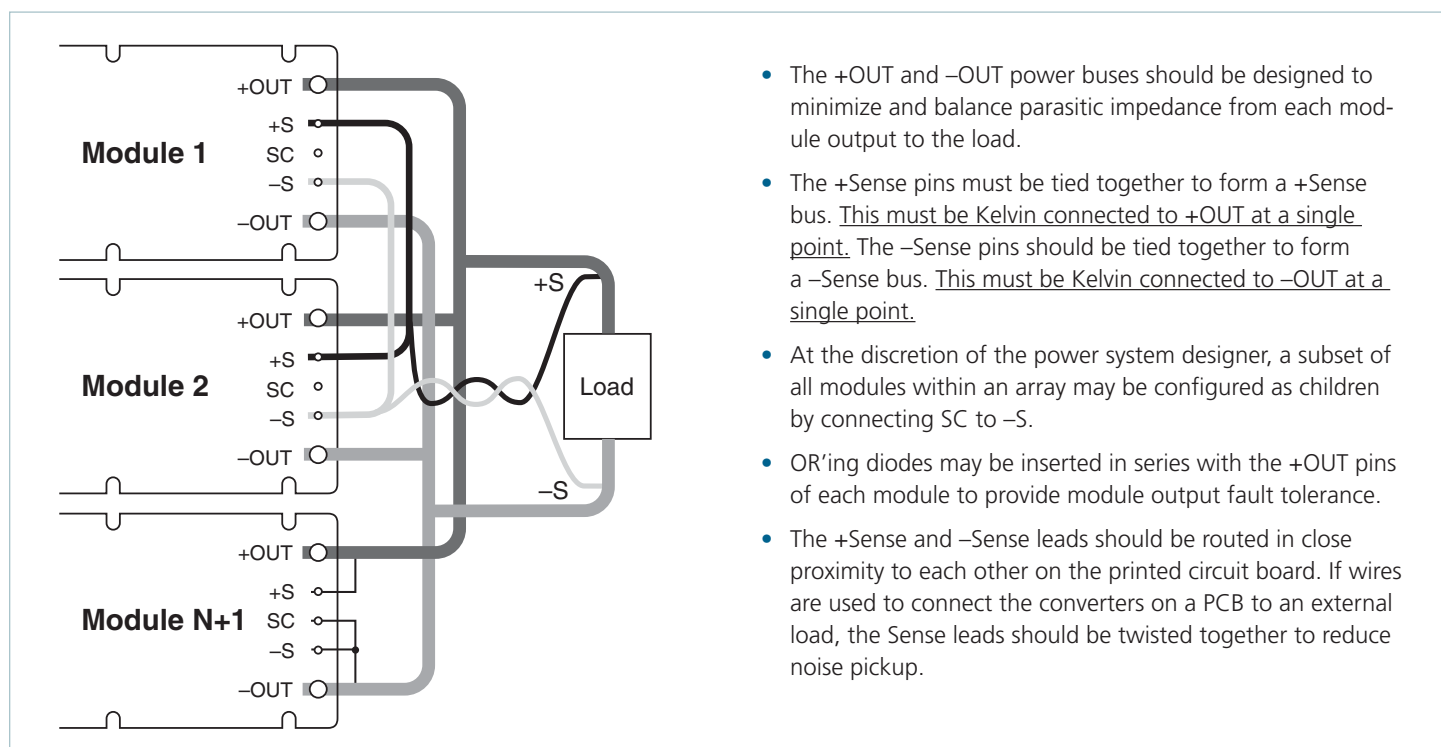 +OUT
+S
Module 1
SC
–S
–OUT
+OUT
+S
Module 2
SC
–S
–OUT
+OUT
+S
Module N+1
SC
–S
–OUT
+S
Load
–S
• The +OUT and –OUT power buses should be designed to
minimize and balance parasitic impedance from each mod-
ule output to the load.
• The +Sense pins must be tied together to form a +Sense
bus. This must be Kelvin connected to +OUT at a single
point. The –Sense pins should be tied together to form
a –Sense bus. This must be Kelvin connected to –OUT at a
single point.
• At the discretion of the power system designer, a subset of
all modules within an array may be configured as children
by connecting SC to –S.
• OR'ing diodes may be inserted in series with the +OUT pins
of each module to provide module output fault tolerance.
• The +Sense and –Sense leads should be routed in close
proximity to each other on the printed circuit board. If wires
are used to connect the converters on a PCB to an external
load, the Sense leads should be twisted together to reduce
noise pickup.